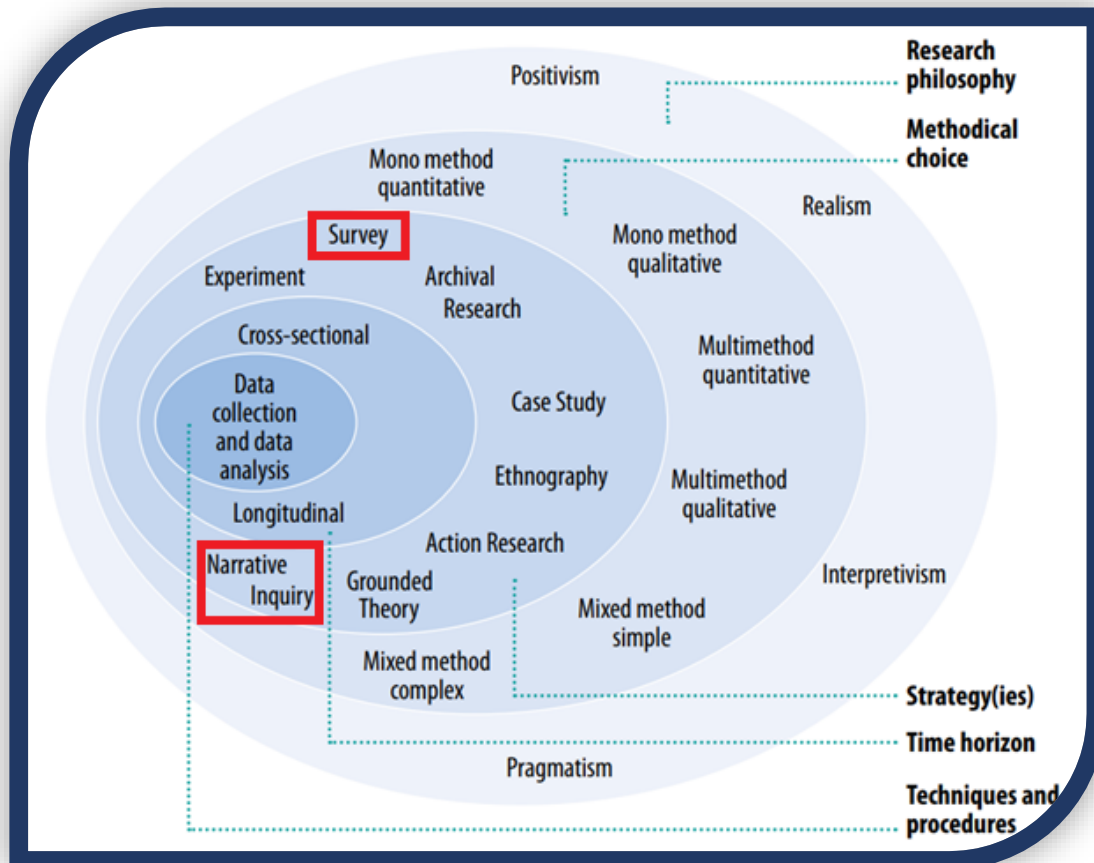 Positivism
Mono method
quantitative
Survey
Experiment
Archival
Research
Cross-sectional
Data
collection
and data
analysis
Longitudinal
Narrative
Inquiry
Grounded
Theory
Action Research
Ethnography
Case Study
Mono method
qualitative
Multimethod
quantitative
Multimethod
qualitative
Mixed method
simple
Mixed method
complex
Realism
Interpretivism
Pragmatism
Research
philosophy
Methodical
choice
Strategy(ies)
Time horizon
Techniques and
procedures